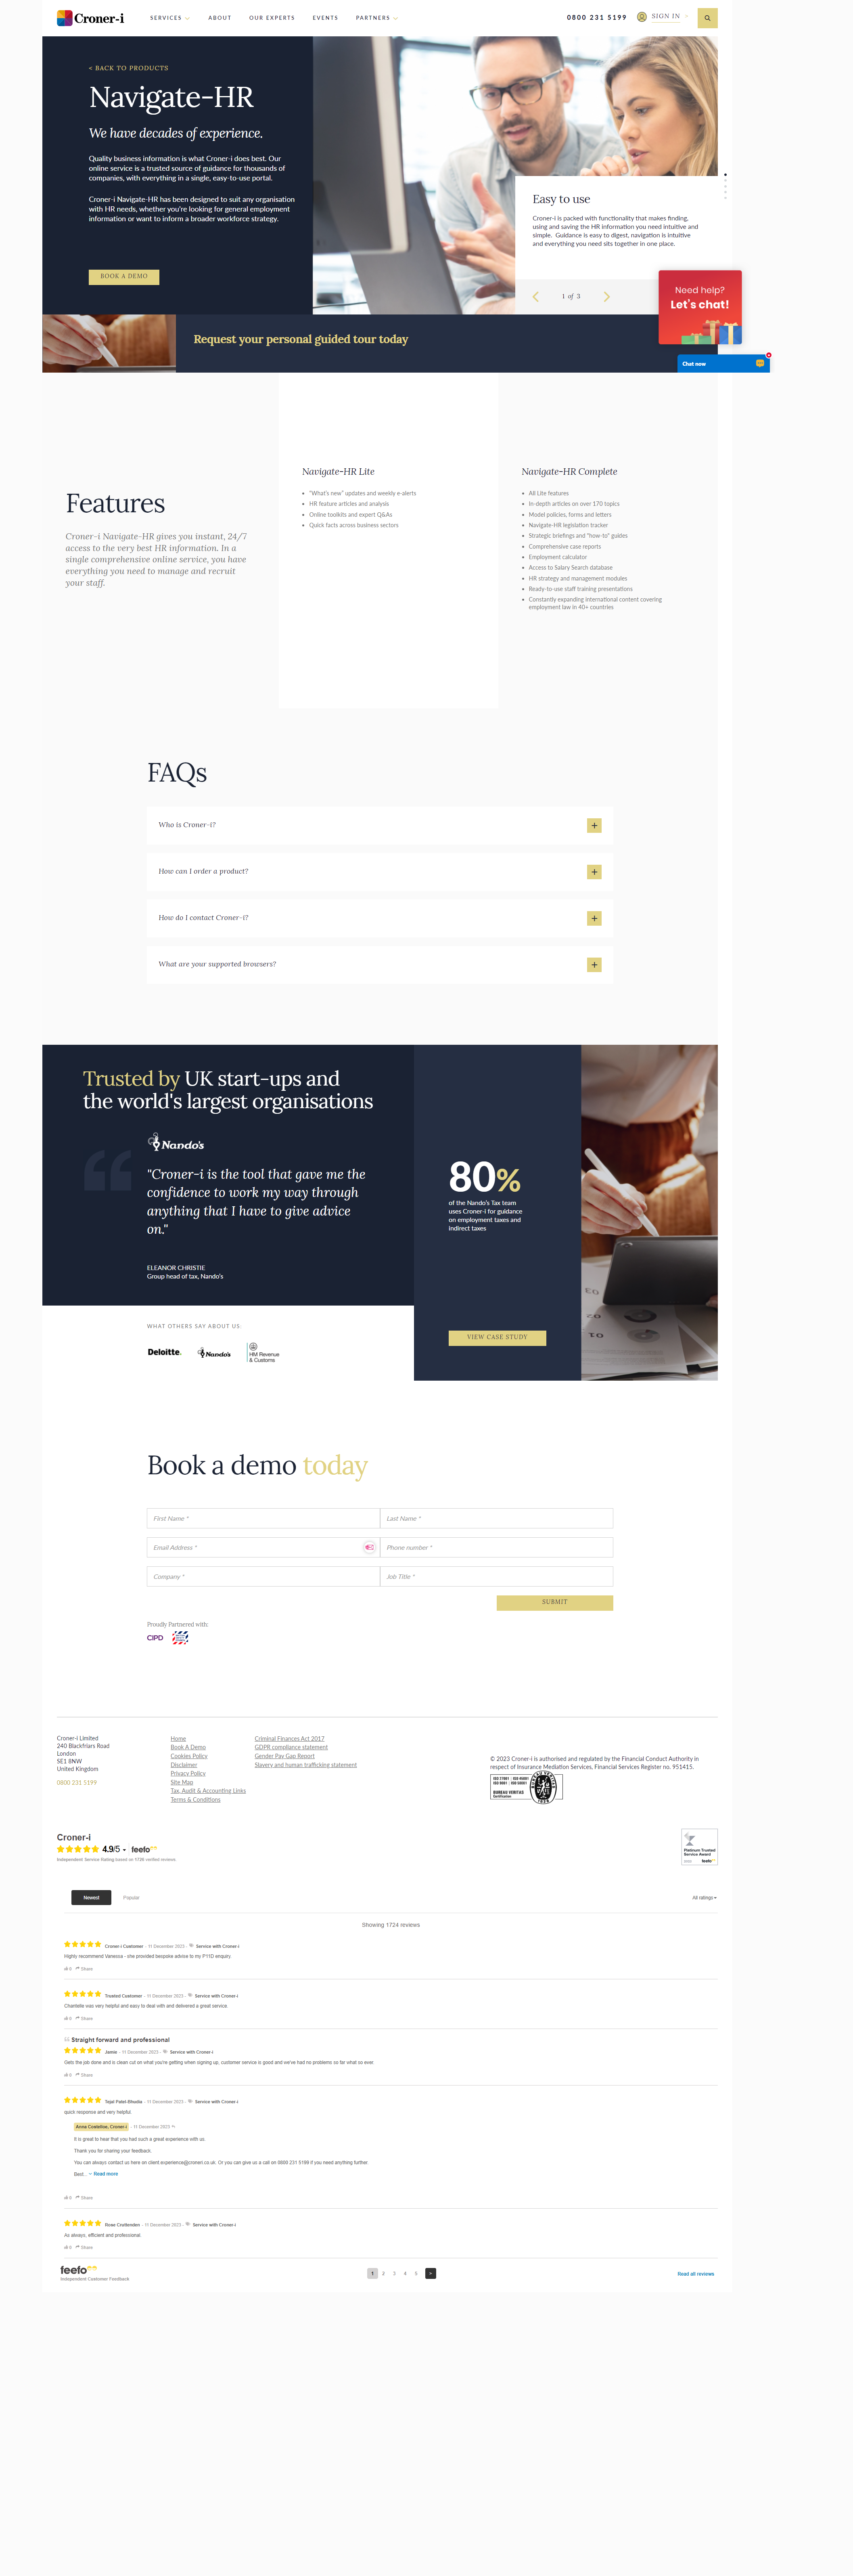 Croner-i
SERVICES
ABOUT
OUR EXPERTS
EVENTS
PARTNERS
0800 231 5199
SIGN IN
< BACK TO PRODUCTS
Navigate-HR
We have decades of experience.
Quality business information is what Croner-i does best. Our
online service is a trusted source of guidance for thousands of
companies, with everything in a single, easy-to-use portal.
Croner-i Navigate-HR has been designed to suit any organisation
with HR needs, whether you're looking for general employment
information or want to inform a broader workforce strategy.
BOOK A DEMO
Easy to use
Croner-i is packed with functionality that makes finding,
using and saving the HR information you need intuitive and
simple. Guidance is easy to digest, navigation is intuitive
and everything you need sits together in one place.
1 of 3
Need help?
Let's chat!
Chat now
Request your personal guided tour today
Features
Croner-i Navigate-HR gives you instant, 24/7
access to the very best HR information. In a
single comprehensive online service, you have
everything you need to manage and recruit
your staff.
Navigate-HR Lite
"What's new" updates and weekly e-alerts
HR feature articles and analysis
Online toolkits and expert Q&As
Quick facts across business sectors
Navigate-HR Complete
All Lite features
In-depth articles on over 170 topics
Model policies, forms and letters
Navigate-HR legislation tracker
Strategic briefings and "how-to" guides
Comprehensive case reports
Employment calculator
Access to Salary Search database
HR strategy and management modules
Ready-to-use staff training presentations
Constantly expanding international content covering
employment law in 40+ countries
FAQs
Who is Croner-i?
How can I order a product?
How do I contact Croner-i?
What are your supported browsers?
Trusted by UK start-ups and
the world's largest organisations
Nando's
"Croner-i is the tool that gave me the
confidence to work my way through
anything that I have to give advice
on."
ELEANOR CHRISTIE
Group head of tax, Nando's
80%
of the Nando's Tax team
uses Croner-i for guidance
on employment taxes and
indirect taxes
VIEW CASE STUDY
WHAT OTHERS SAY ABOUT US:
Deloitte.
Nando's
HM Revenue
& Customs
Book a demo today
First Name *
Last Name *
Email Address *
Phone number *
Company *
Job Title *
SUBMIT
Proudly Partnered with:
CIPD
Croner-i Limited
240 Blackfriars Road
London
SE1 8NW
United Kingdom
0800 231 5199
Home
Book A Demo
Cookies Policy
Disclaimer
Privacy Policy
Site Map
Tax, Audit & Accounting Links
Terms & Conditions
Criminal Finances Act 2017
GDPR compliance statement
Gender Pay Gap Report
Slavery and human trafficking statement
© 2023 Croner-i is authorised and regulated by the Financial Conduct Authority in
respect of Insurance Mediation Services, Financial Services Register no. 951415.
BUREAU VERITAS
Certification
Croner-i
4.9/5
feefo
Independent Service Rating based on 1726 verified reviews
Platinum Trusted
Service Award
feefo
Newest
Popular
All ratings
Showing 1724 reviews
Croner-i Customer - 11 December 2023 - Service with Croner-i
Highly recommend Vanessa - she provided bespoke advise to my P11D enquiry.
0 Share
Trusted Customer - 11 December 2023 - Service with Croner-i
Chantelle was very helpful and easy to deal with and delivered a great service.
0 Share
Straight forward and professional
Jamie - 11 December 2023 - Service with Croner-i
Gets the job done and is clean cut on what you're getting when signing up, customer service is good and we've had no problems so far what so ever.
0 Share
Tejal Patel-Bhudia - 11 December 2023 - Service with Croner-i
quick response and very helpful.
Anna Costelloe, Croner-i - 11 December 2023
It is great to hear that you had such a great experience with us.
Thank you for sharing your feedback.
You can always contact us here on client.experience@croneri.co.uk. Or you can give us a call on 0800 231 5199 if you need anything further.
Best... Read more
0 Share
Rose Cruttenden - 11 December 2023 - Service with Croner-i
As always, efficient and professional.
0 Share
feefo
Independent Customer Feedback
1 2 3 4 5 >
Read all reviews